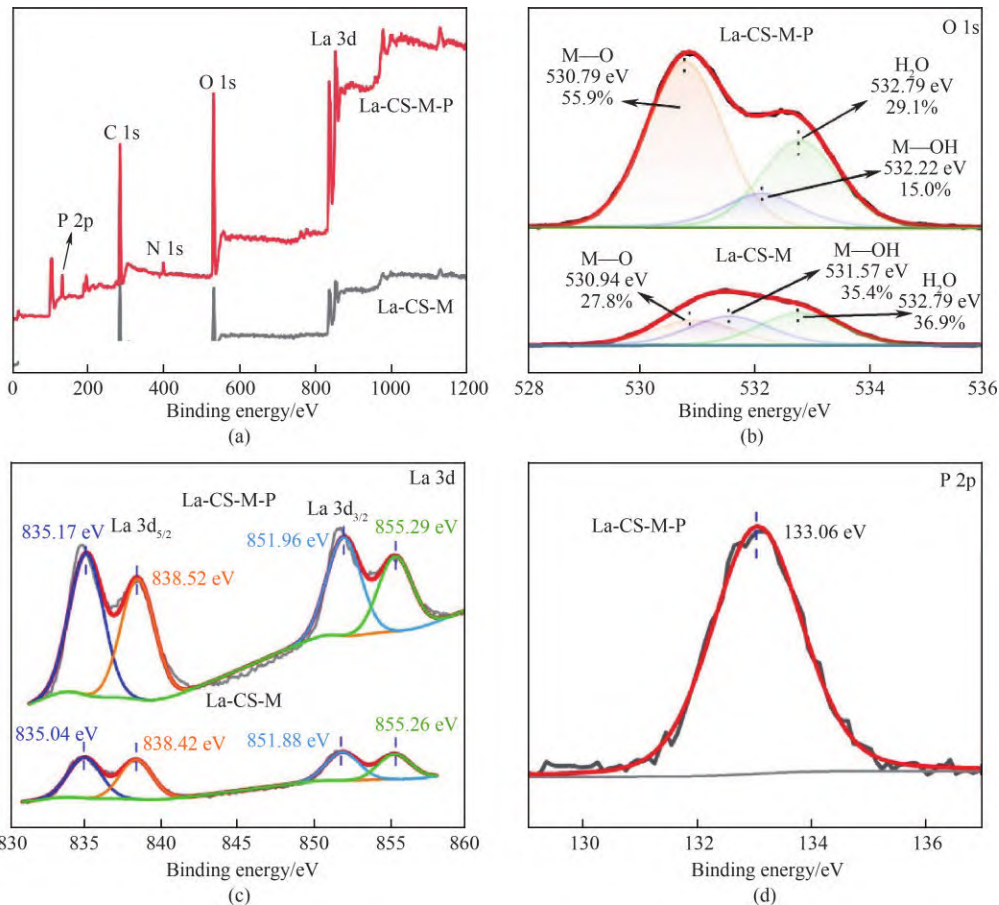 La 3d
La-CS-M-P
O 1s
C 1s
P 2p
N 1s
La-CS-M
0 200 400 600 800 1000 1200
Binding energy/eV
(a)
O 1s
La-CS-M-P
M—O
530.79 eV
55.9%
H₂O
532.79 eV
29.1%
M—OH
532.22 eV
15.0%
La-CS-M
M—O
530.94 eV
27.8%
M—OH
531.57 eV
35.4%
H₂O
532.79 eV
36.9%
528 530 532 534 536
Binding energy/eV
(b)
La 3d
La-CS-M-P
835.17 eV
La 3d5/2
838.52 eV
La 3d3/2
851.96 eV
855.29 eV
La-CS-M
835.04 eV
838.42 eV
851.88 eV
855.26 eV
830 835 840 845 850 855 860
Binding energy/eV
(c)
P 2p
La-CS-M-P
133.06 eV
130 132 134 136
Binding energy/eV
(d)